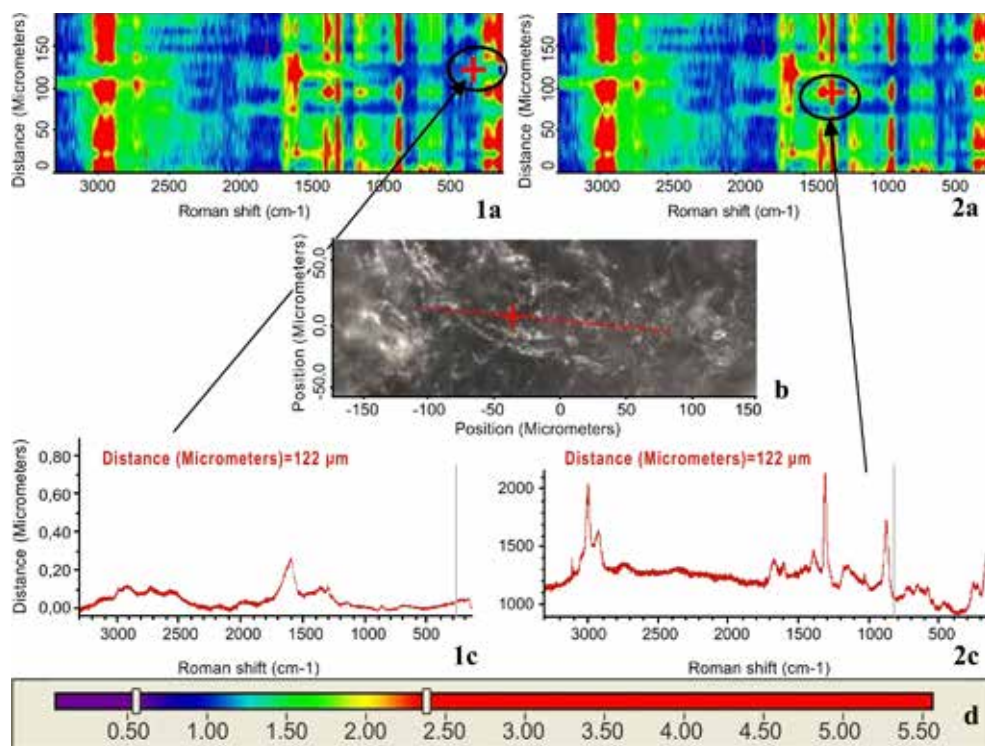 Distance (Micrometers)
150
100
50
0
3000 2000 1000 500
Roman shift (cm-1)
1a
Distance (Micrometers)
150
100
50
0
3000 2000 1000 500
Roman shift (cm-1)
2a
Position (Micrometers)
50,0
0,0
-50,0
-150 -100 -50 0 50 100 150
Position (Micrometers)
b
Distance (Micrometers)=122 µm
Distance (Micrometers)
0,80
0,60
0,40
0,20
0,00
3000 2500 2000 1500 1000 500
Roman shift (cm-1)
1c
Distance (Micrometers)=122 µm
2000
1500
1000
3000 2500 2000 1500 1000 500
Roman shift (cm-1)
2c
0.50 1.00 1.50 2.00 2.50 3.00 3.50 4.00 4.50 5.00 5.50
d